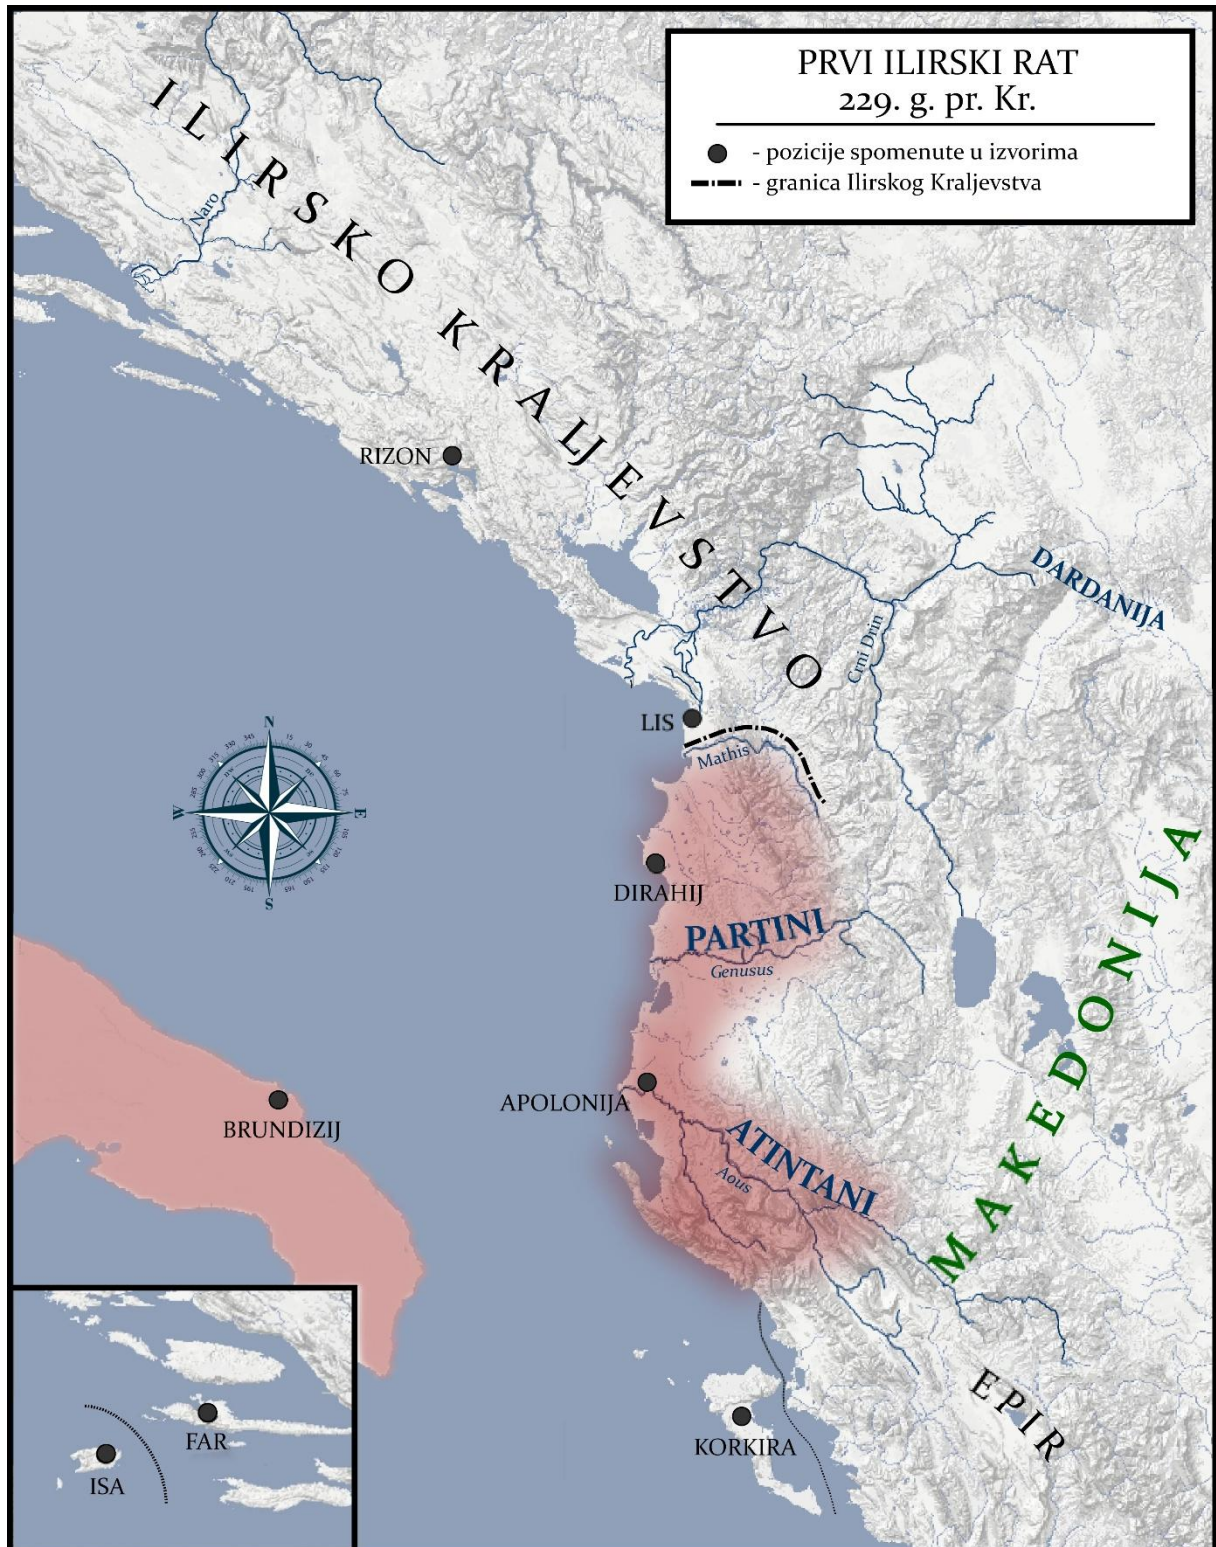 PRVI ILIRSKI RAT
229. g. pr. Kr.
- pozicije spomenute u izvorima
- granica Ilirskog Kraljevstva
ILIRSKO KRALJEVSTVO
Naro
RIZON
DARDANIJA
Crni Drin
LIS
Mathis
N
W
E
S
DIRAHIJ
PARTINI
Genusus
MAKEDONIJA
APOLONIJA
BRUNDIZIJ
ATINTANI
Aous
EPIR
KORKIRA
FAR
ISA